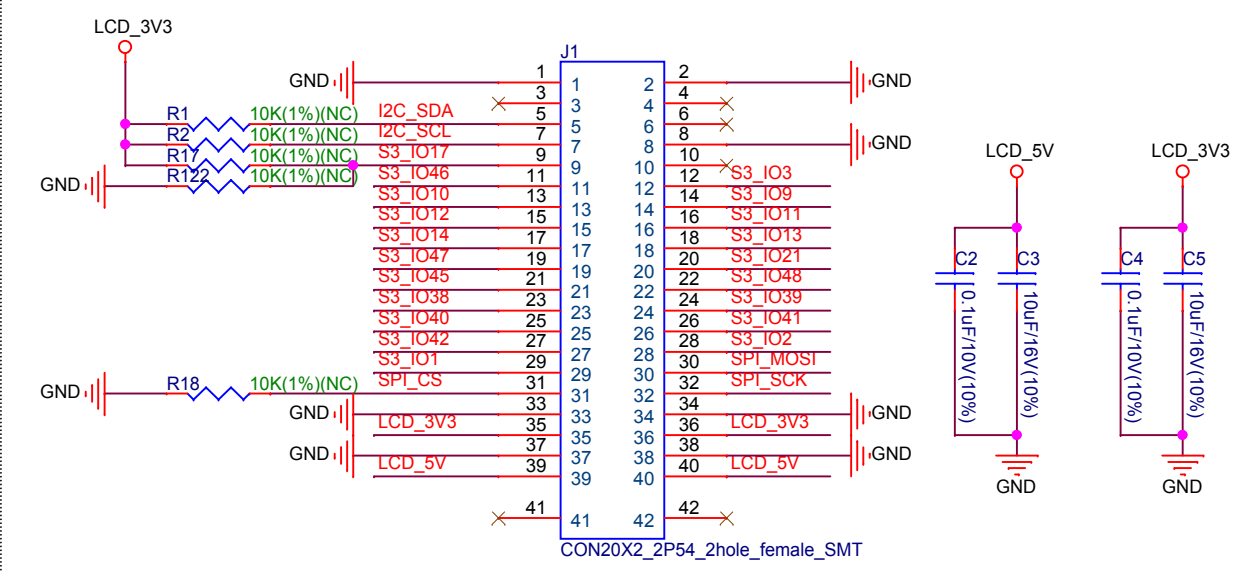 LCD_3V3
J1
GND 1 1 2 2 GND
3 3 4 4
R1 10K(1%)(NC) I2C_SDA 5 5 6 6
R2 10K(1%)(NC) I2C_SCL 7 7 8 8 GND
R17 10K(1%)(NC) S3_IO17 9 9 10 10
GND R122 10K(1%)(NC) S3_IO46 11 11 12 12 S3_IO3
S3_IO10 13 13 14 14 S3_IO9
S3_IO12 15 15 16 16 S3_IO11
S3_IO14 17 17 18 18 S3_IO13
S3_IO47 19 19 20 20 S3_IO21
S3_IO45 21 21 22 22 S3_IO48
S3_IO38 23 23 24 24 S3_IO39
S3_IO40 25 25 26 26 S3_IO41
S3_IO42 27 27 28 28 S3_IO2
S3_IO1 29 29 30 30 SPI_MOSI
GND R18 10K(1%)(NC) SPI_CS 31 31 32 32 SPI_SCK
GND 33 33 34 34 GND
LCD_3V3 35 35 36 36 LCD_3V3
GND 37 37 38 38 GND
LCD_5V 39 39 40 40 LCD_5V
41 41 42 42
CON20X2_2P54_2hole_female_SMT
LCD_5V
C2
0.1uF/10V(10%)
C3
10uF/16V(10%)
GND
LCD_3V3
C4
0.1uF/10V(10%)
C5
10uF/16V(10%)
GND